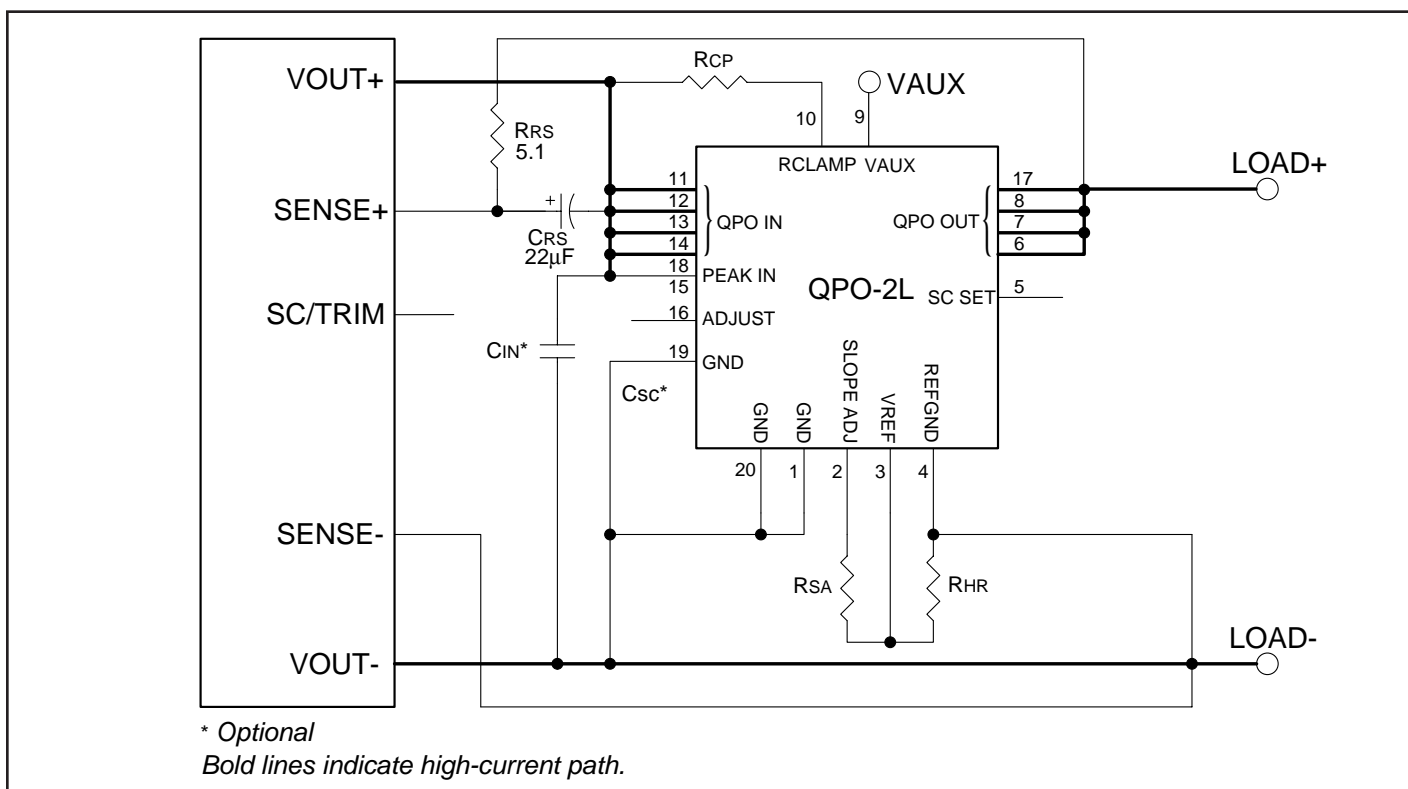 RCP
VOUT+
VAUX
10
9
RRS
5.1
RCLAMP VAUX
LOAD+
11
17
SENSE+
+
12
8
QPO IN
QPO OUT
13
7
CRS
22µF
14
6
18
PEAK IN
15
QPO-2L
SC SET
5
SC/TRIM
16
ADJUST
CIN*
19
GND
CSC*
GND
GND
SLOPE ADJ
VREF
REFGND
20
1
2
3
4
SENSE-
RSA
RHR
LOAD-
VOUT-
* Optional
Bold lines indicate high-current path.